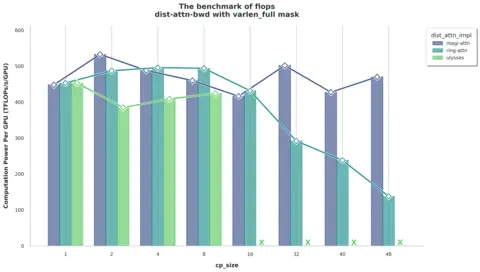 The benchmark of flops
dist-attn-bwd with varlen_full mask
dist_attn_impl
magi-attn
ring-attn
ulysses
Computation Power Per GPU (TFLOPs/s/GPU)
600
500
400
300
200
100
0
X X X X
1 2 4 8 16 32 40 48
cp_size